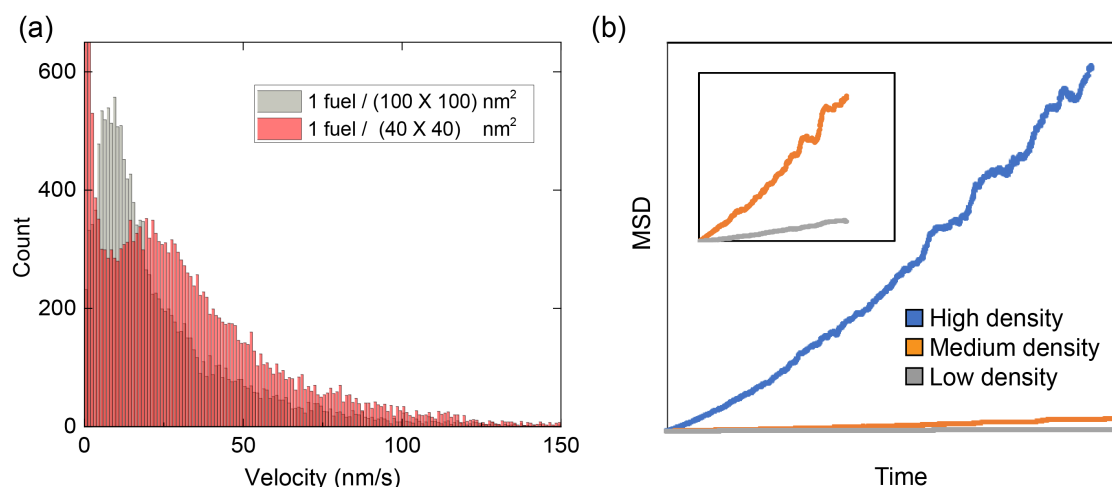 (a)
600
400
200
0
Count
0
50
100
150
Velocity (nm/s)
1 fuel / (100 X 100) nm²
1 fuel / (40 X 40) nm²
(b)
MSD
Time
High density
Medium density
Low density